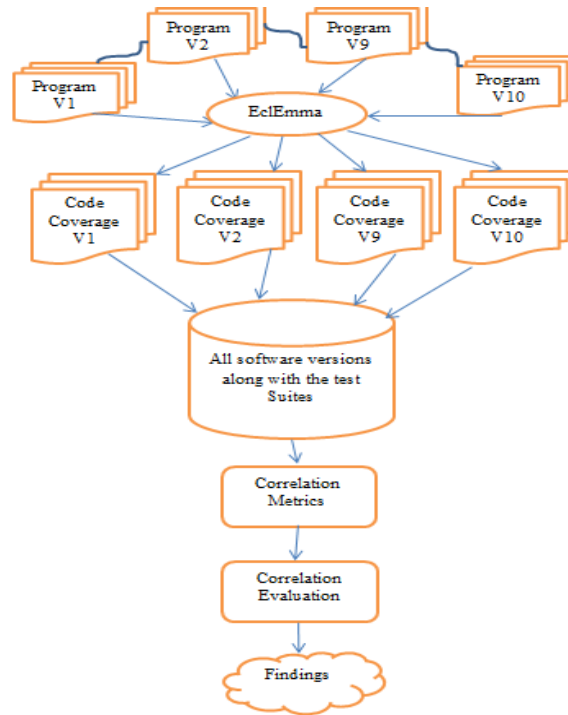 Program
V2
Program
V9
Program
V1
Program
V10
EclEmma
Code
Coverage
V1
Code
Coverage
V2
Code
Coverage
V9
Code
Coverage
V10
All software versions
along with the test
Suites
Correlation
Metrics
Correlation
Evaluation
Findings